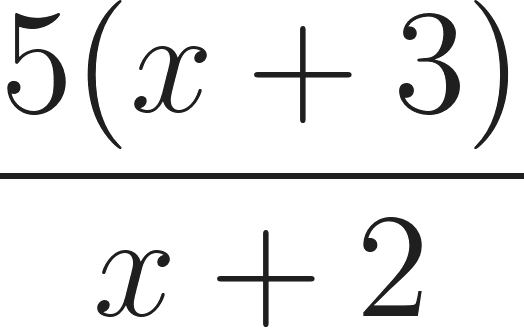 5(x + 3)
x + 2